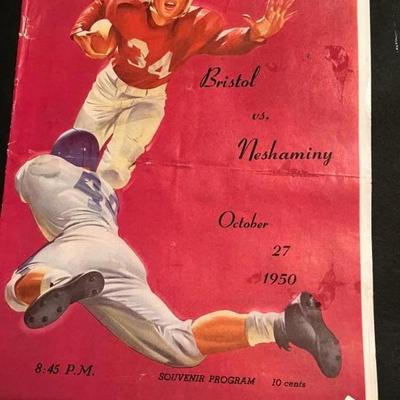 34
Bristol
vs.
Neshaminy
October
27
1950
8:45 P.M.
SOUVENIR PROGRAM 10 cents